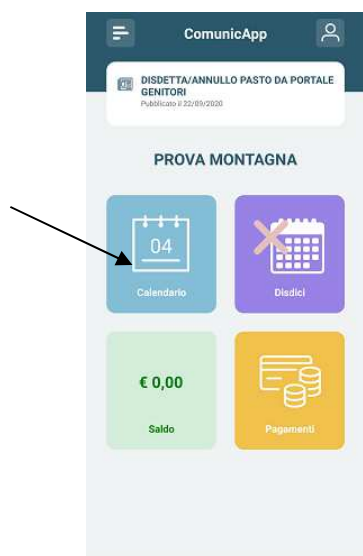 ComunicApp
DISDETTA/ANNULLO PASTO DA PORTALE
GENITORI
Pubblicato il 22/09/2020
PROVA MONTAGNA
04
Calendario
Disdici
€ 0,00
Saldo
Pagamenti